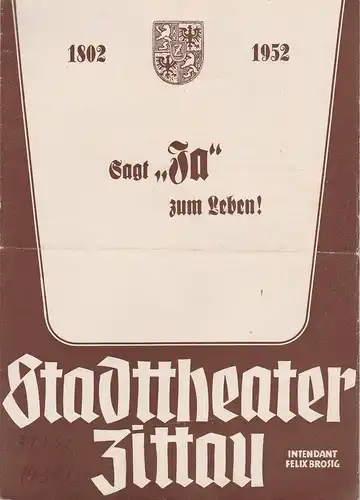 1802 1952
Sagt „Ja“
zum Leben!
Stadttheater
Zittau
INTENDANT
FELIX BROSIG